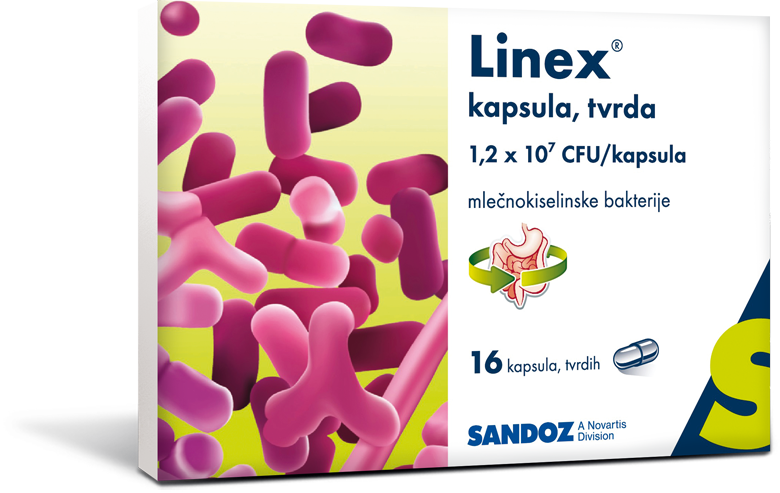 Linex®
kapsula, tvrda
1,2 x 10⁷ CFU/kapsula
mlečnokiselinske bakterije
16 kapsula, tvrdih
SANDOZ A Novartis
Division
S